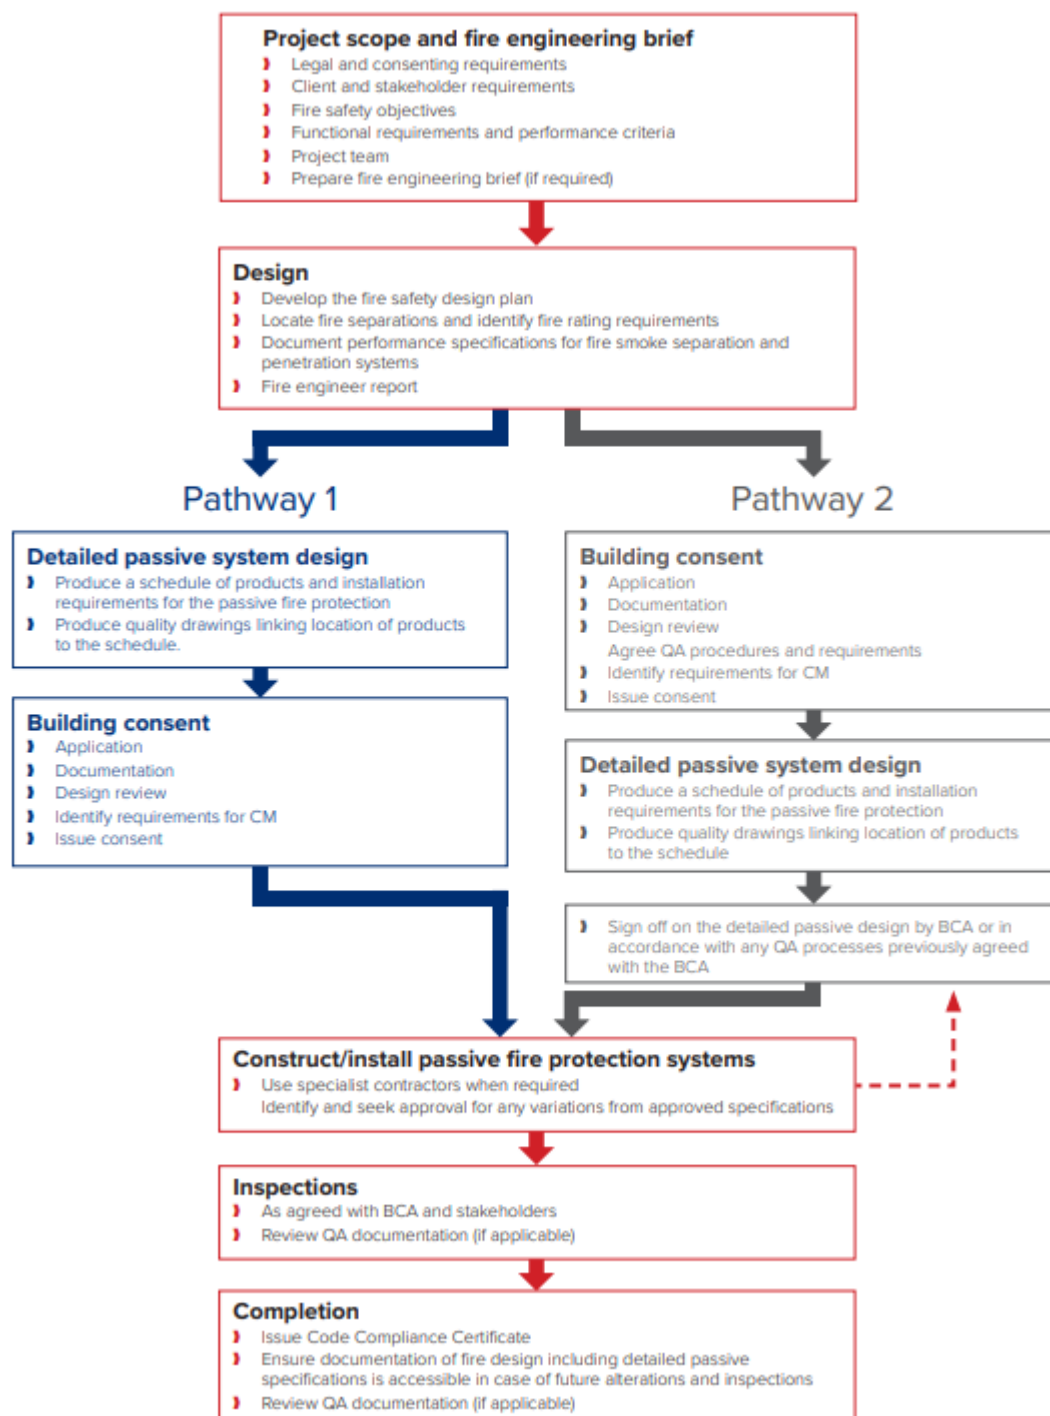 Project scope and fire engineering brief
Legal and consenting requirements
Client and stakeholder requirements
Fire safety objectives
Functional requirements and performance criteria
Project team
Prepare fire engineering brief (if required)
Design
Develop the fire safety design plan
Locate fire separations and identify fire rating requirements
Document performance specifications for fire smoke separation and
penetration systems
Fire engineer report
Pathway 1
Detailed passive system design
Produce a schedule of products and installation
requirements for the passive fire protection
Produce quality drawings linking location of products
to the schedule.
Building consent
Application
Documentation
Design review
Identify requirements for CM
Issue consent
Pathway 2
Building consent
Application
Documentation
Design review
Agree QA procedures and requirements
Identify requirements for CM
Issue consent
Detailed passive system design
Produce a schedule of products and installation
requirements for the passive fire protection
Produce quality drawings linking location of products
to the schedule
Sign off on the detailed passive design by BCA or in
accordance with any QA processes previously agreed
with the BCA
Construct/install passive fire protection systems
Use specialist contractors when required
Identify and seek approval for any variations from approved specifications
Inspections
As agreed with BCA and stakeholders
Review QA documentation (if applicable)
Completion
Issue Code Compliance Certificate
Ensure documentation of fire design including detailed passive
specifications is accessible in case of future alterations and inspections
Review QA documentation (if applicable)